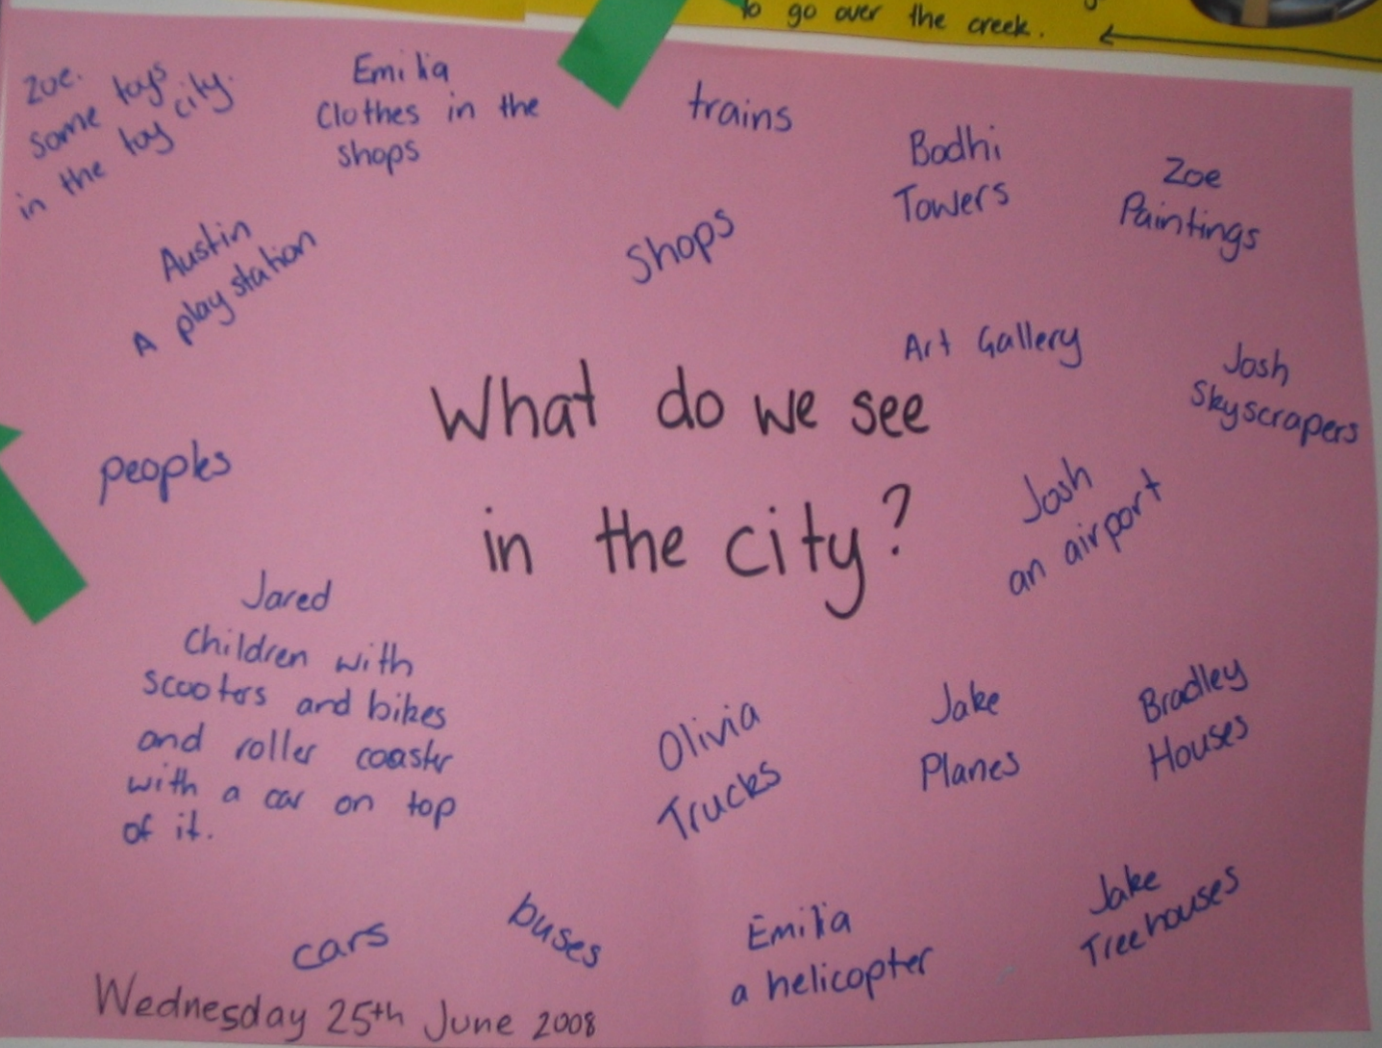 to go over the creek.
Zoe.
Some toys
in the toy city.
Emilia
Clothes in the
shops
trains
Bodhi
Towers
Zoe
Paintings
Austin
A playstation
Shops
Art Gallery
Josh
Skyscrapers
What do we see
in the city?
peoples
Josh
an airport
Jared
Children with
scooters and bikes
and roller coaster
with a car on top
of it.
Olivia
Trucks
Jake
Planes
Bradley
Houses
cars
buses
Emilia
a helicopter
Jake
Treehouses
Wednesday 25th June 2008